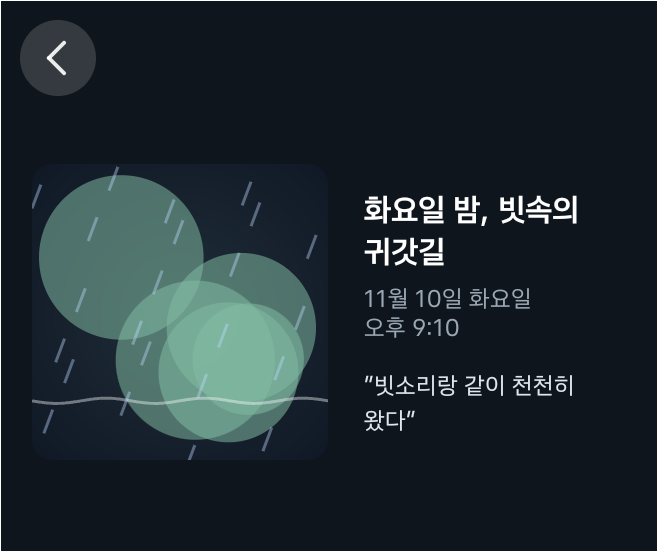 화요일 밤, 빗속의
귀갓길
11월 10일 화요일
오후 9:10
"빗소리랑 같이 천천히
왔다"